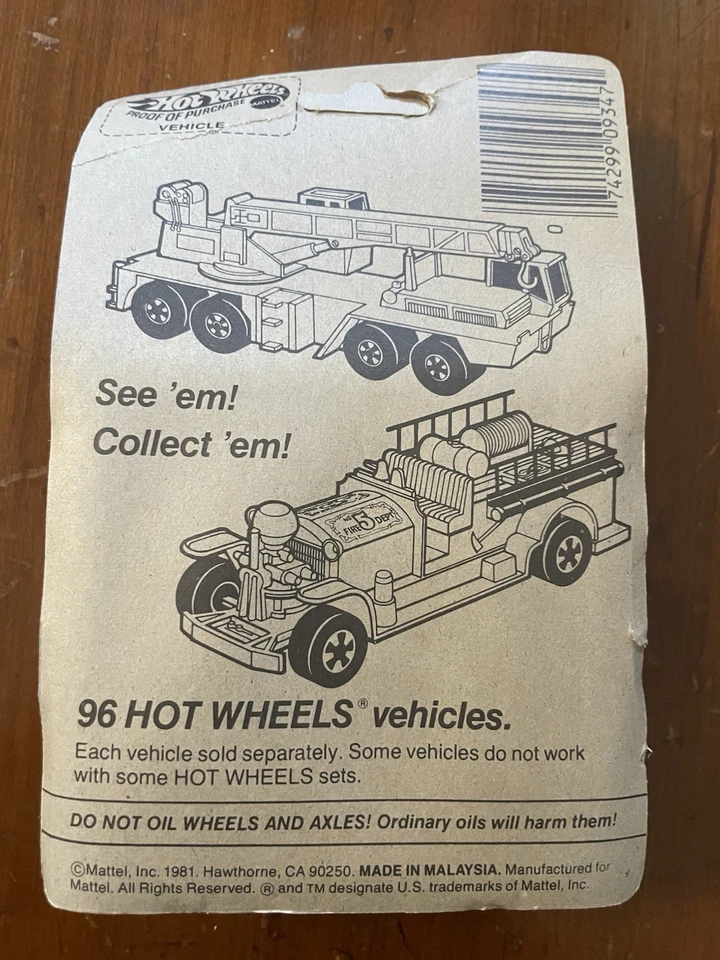 HOT WHEELS
MATTEL
PROOF OF PURCHASE
VEHICLE
74299 09347
See 'em!
Collect 'em!
NO. 5
FIRE DEPT.
96 HOT WHEELS® vehicles.
Each vehicle sold separately. Some vehicles do not work
with some HOT WHEELS sets.
DO NOT OIL WHEELS AND AXLES! Ordinary oils will harm them!
©Mattel, Inc. 1981. Hawthorne, CA 90250. MADE IN MALAYSIA. Manufactured for
Mattel. All Rights Reserved. ® and TM designate U.S. trademarks of Mattel, Inc.